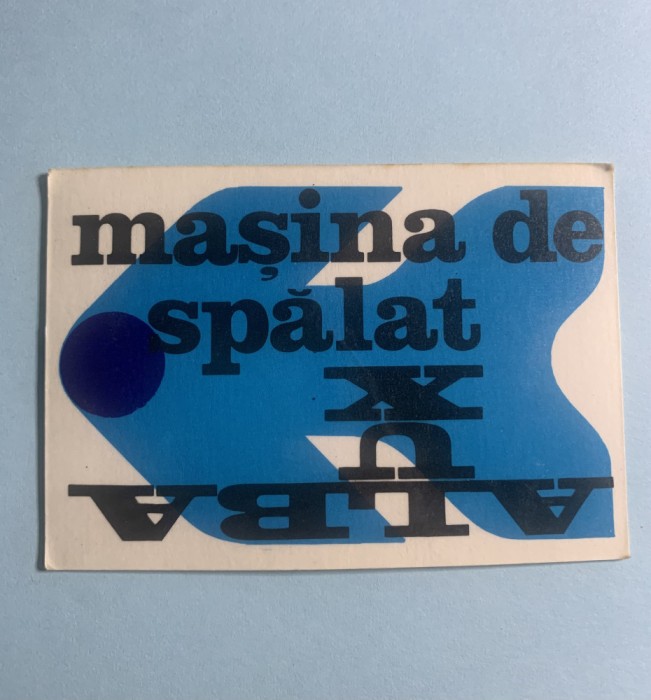 mașina de
spălat
ALBA
LUX